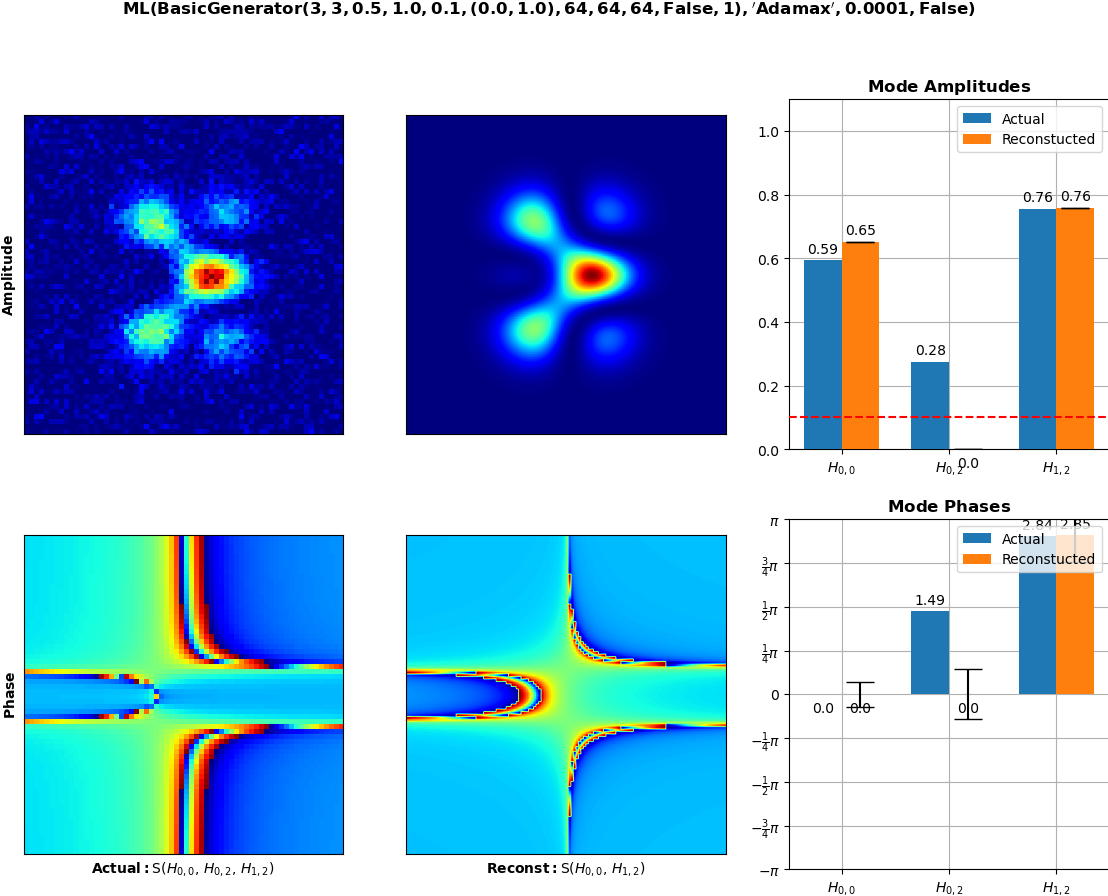 ML(BasicGenerator(3, 3, 0.5, 1.0, 0.1, (0.0, 1.0), 64, 64, 64, False, 1), 'Adamax', 0.0001, False)
Amplitude
Mode Amplitudes
Actual
Reconstucted
1.0
0.8
0.6
0.4
0.2
0.0
0.59
0.65
0.28
0.0
0.76
0.76
H0,0
H0,2
H1,2
Phase
Actual: S(H0,0, H0,2, H1,2)
Reconst: S(H0,0, H1,2)
Mode Phases
Actual
Reconstucted
π
3/4π
1/2π
1/4π
0
−1/4π
−1/2π
−3/4π
−π
0.0
0.0
1.49
0.0
2.84
2.85
H0,0
H0,2
H1,2